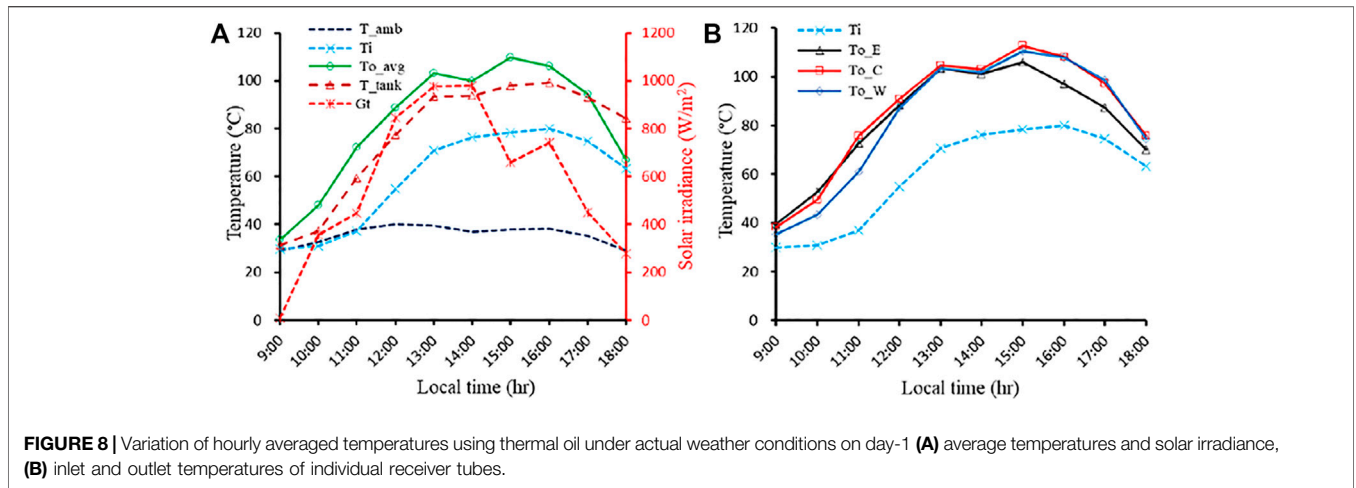 A
T_amb
Ti
To_avg
T_tank
Gt
Temperature (°C)
120
100
80
60
40
20
0
1200
1000
800
600
400
200
0
Solar irradiance (W/m²)
9:00
10:00
11:00
12:00
13:00
14:00
15:00
16:00
17:00
18:00
Local time (hr)
B
Ti
To_E
To_C
To_W
Temperature (°C)
120
100
80
60
40
20
0
9:00
10:00
11:00
12:00
13:00
14:00
15:00
16:00
17:00
18:00
Local time (hr)
FIGURE 8 | Variation of hourly averaged temperatures using thermal oil under actual weather conditions on day-1 (A) average temperatures and solar irradiance,
(B) inlet and outlet temperatures of individual receiver tubes.